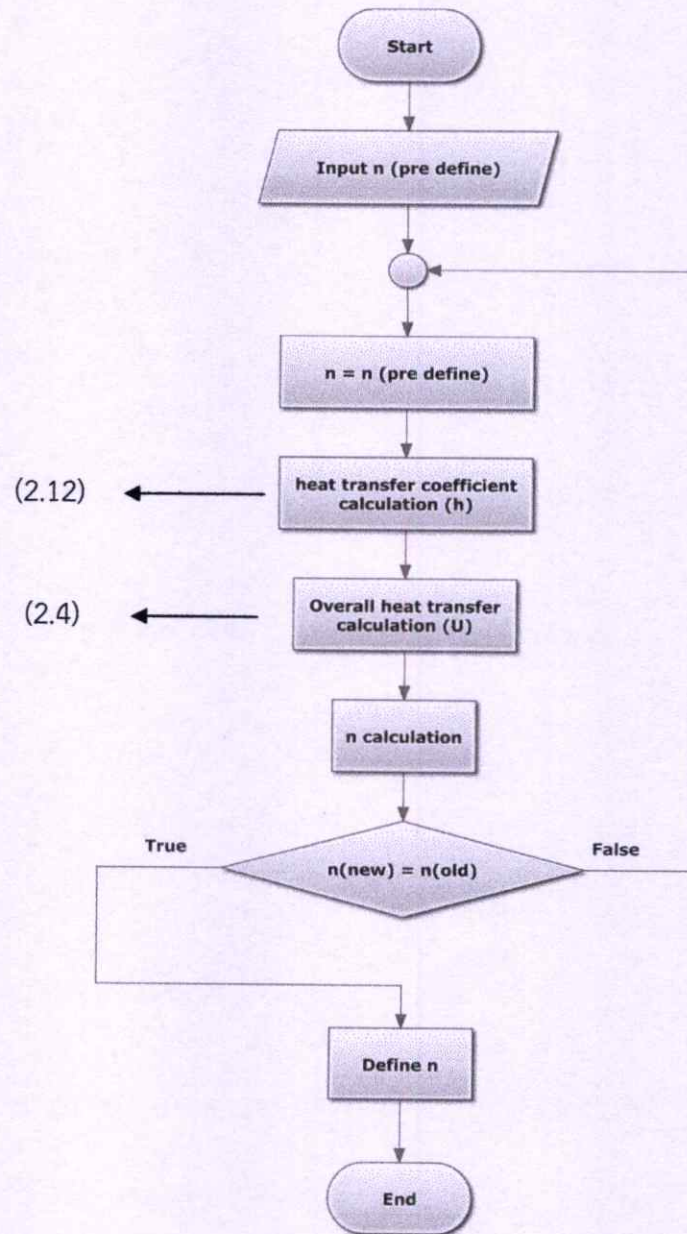 Start
Input n (pre define)
n = n (pre define)
(2.12)
heat transfer coefficient
calculation (h)
(2.4)
Overall heat transfer
calculation (U)
n calculation
True
n(new) = n(old)
False
Define n
End